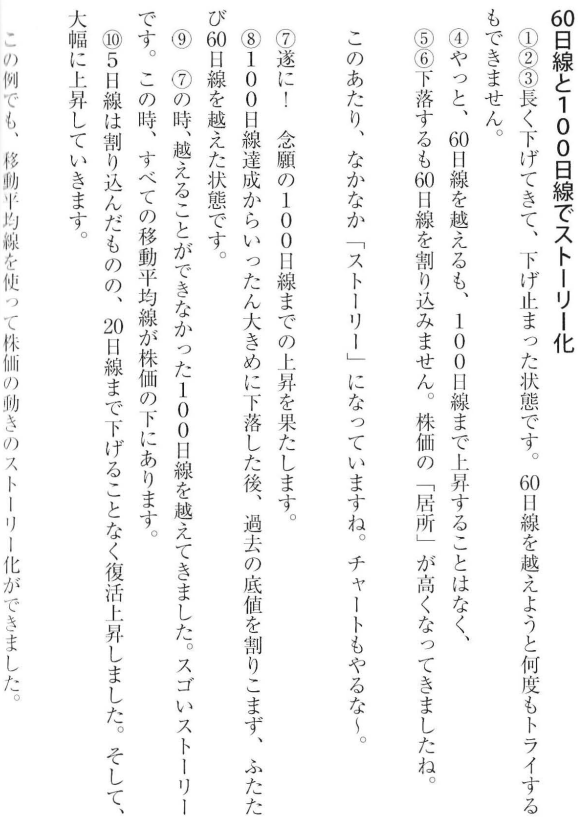 60日線と100日線でストーリー化
①②③長く下げてきて、下げ止まった状態です。60日線を越えようと何度もトライする
もできません。
④やっと、60日線を越えるも、100日線まで上昇することはなく、
⑤⑥下落するも60日線を割り込みません。株価の「居所」が高くなってきましたね。
このあたり、なかなか「ストーリー」になっていますね。チャートもやるな～。
⑦遂に！　念願の100日線までの上昇を果たします。
⑧100日線達成からいったん大きめに下落した後、過去の底値を割りこまず、ふたた
び60日線を越えた状態です。
⑨　⑦の時、越えることができなかった100日線を越えてきました。スゴいストーリー
です。この時、すべての移動平均線が株価の下にあります。
⑩5日線は割り込んだものの、20日線まで下げることなく復活上昇しました。そして、
大幅に上昇していきます。
この例でも、移動平均線を使って株価の動きのストーリー化ができました。